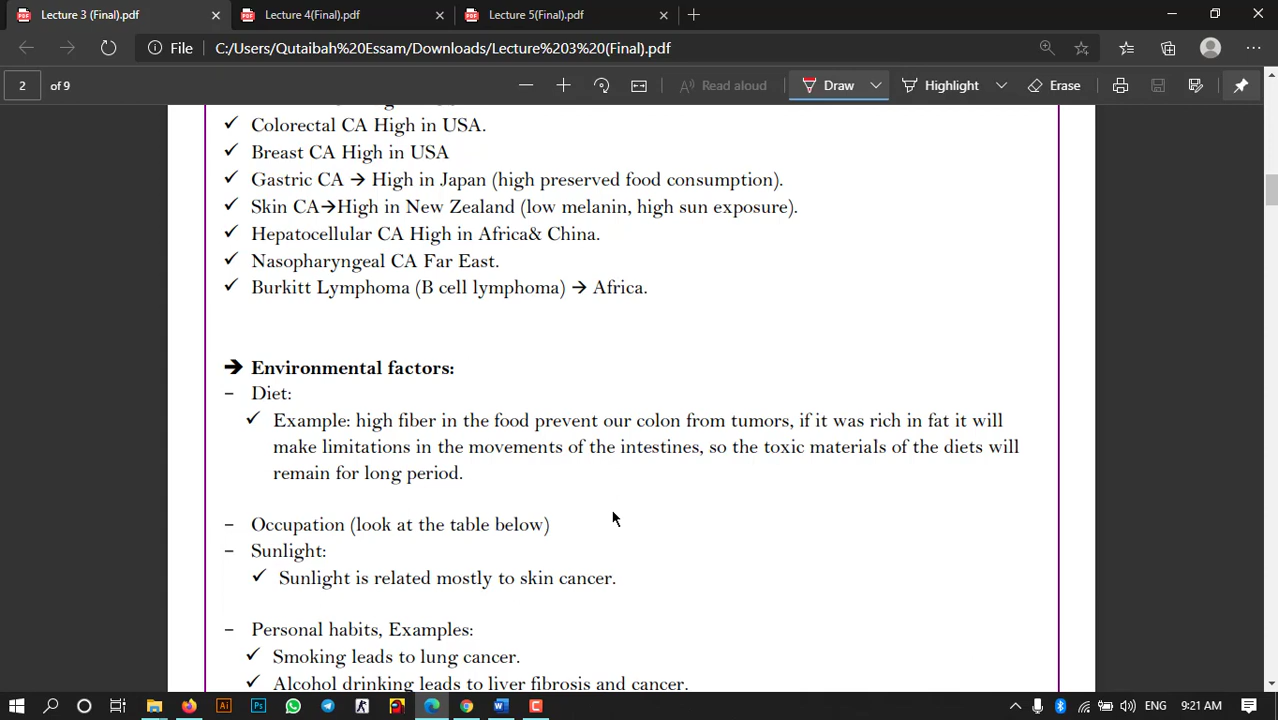 Lecture 3 (Final).pdf
Lecture 4(Final).pdf
Lecture 5(Final).pdf
File
C:/Users/Qutaibah%20Essam/Downloads/Lecture%203%20(Final).pdf
2 of 9
Read aloud
Draw
Highlight
Erase
✓ Colorectal CA High in USA.
✓ Breast CA High in USA
✓ Gastric CA → High in Japan (high preserved food consumption).
✓ Skin CA→High in New Zealand (low melanin, high sun exposure).
✓ Hepatocellular CA High in Africa& China.
✓ Nasopharyngeal CA Far East.
✓ Burkitt Lymphoma (B cell lymphoma) → Africa.
➔ Environmental factors:
- Diet:
✓ Example: high fiber in the food prevent our colon from tumors, if it was rich in fat it will
make limitations in the movements of the intestines, so the toxic materials of the diets will
remain for long period.
- Occupation (look at the table below)
- Sunlight:
✓ Sunlight is related mostly to skin cancer.
- Personal habits, Examples:
✓ Smoking leads to lung cancer.
✓ Alcohol drinking leads to liver fibrosis and cancer.
ENG
9:21 AM